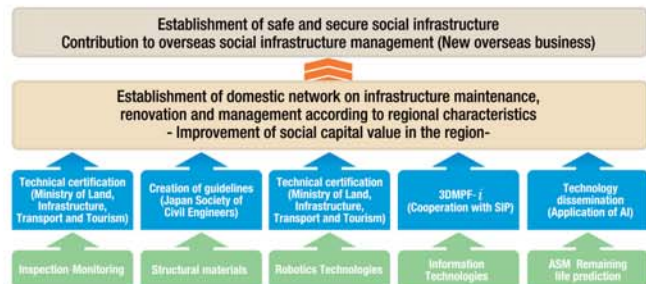 Establishment of safe and secure social infrastructure
Contribution to overseas social infrastructure management (New overseas business)
Establishment of domestic network on infrastructure maintenance,
renovation and management according to regional characteristics
- Improvement of social capital value in the region-
Technical certification
(Ministry of Land,
Infrastructure,
Transport and Tourism)
Creation of guidelines
(Japan Society of
Civil Engineers)
Technical certification
(Ministry of Land,
Infrastructure,
Transport and Tourism)
3DMPF-i
(Cooperation with SIP)
Technology
dissemination
(Application of AI)
Inspection Monitoring
Structural materials
Robotics Technologies
Information
Technologies
ASM Remaining
life prediction